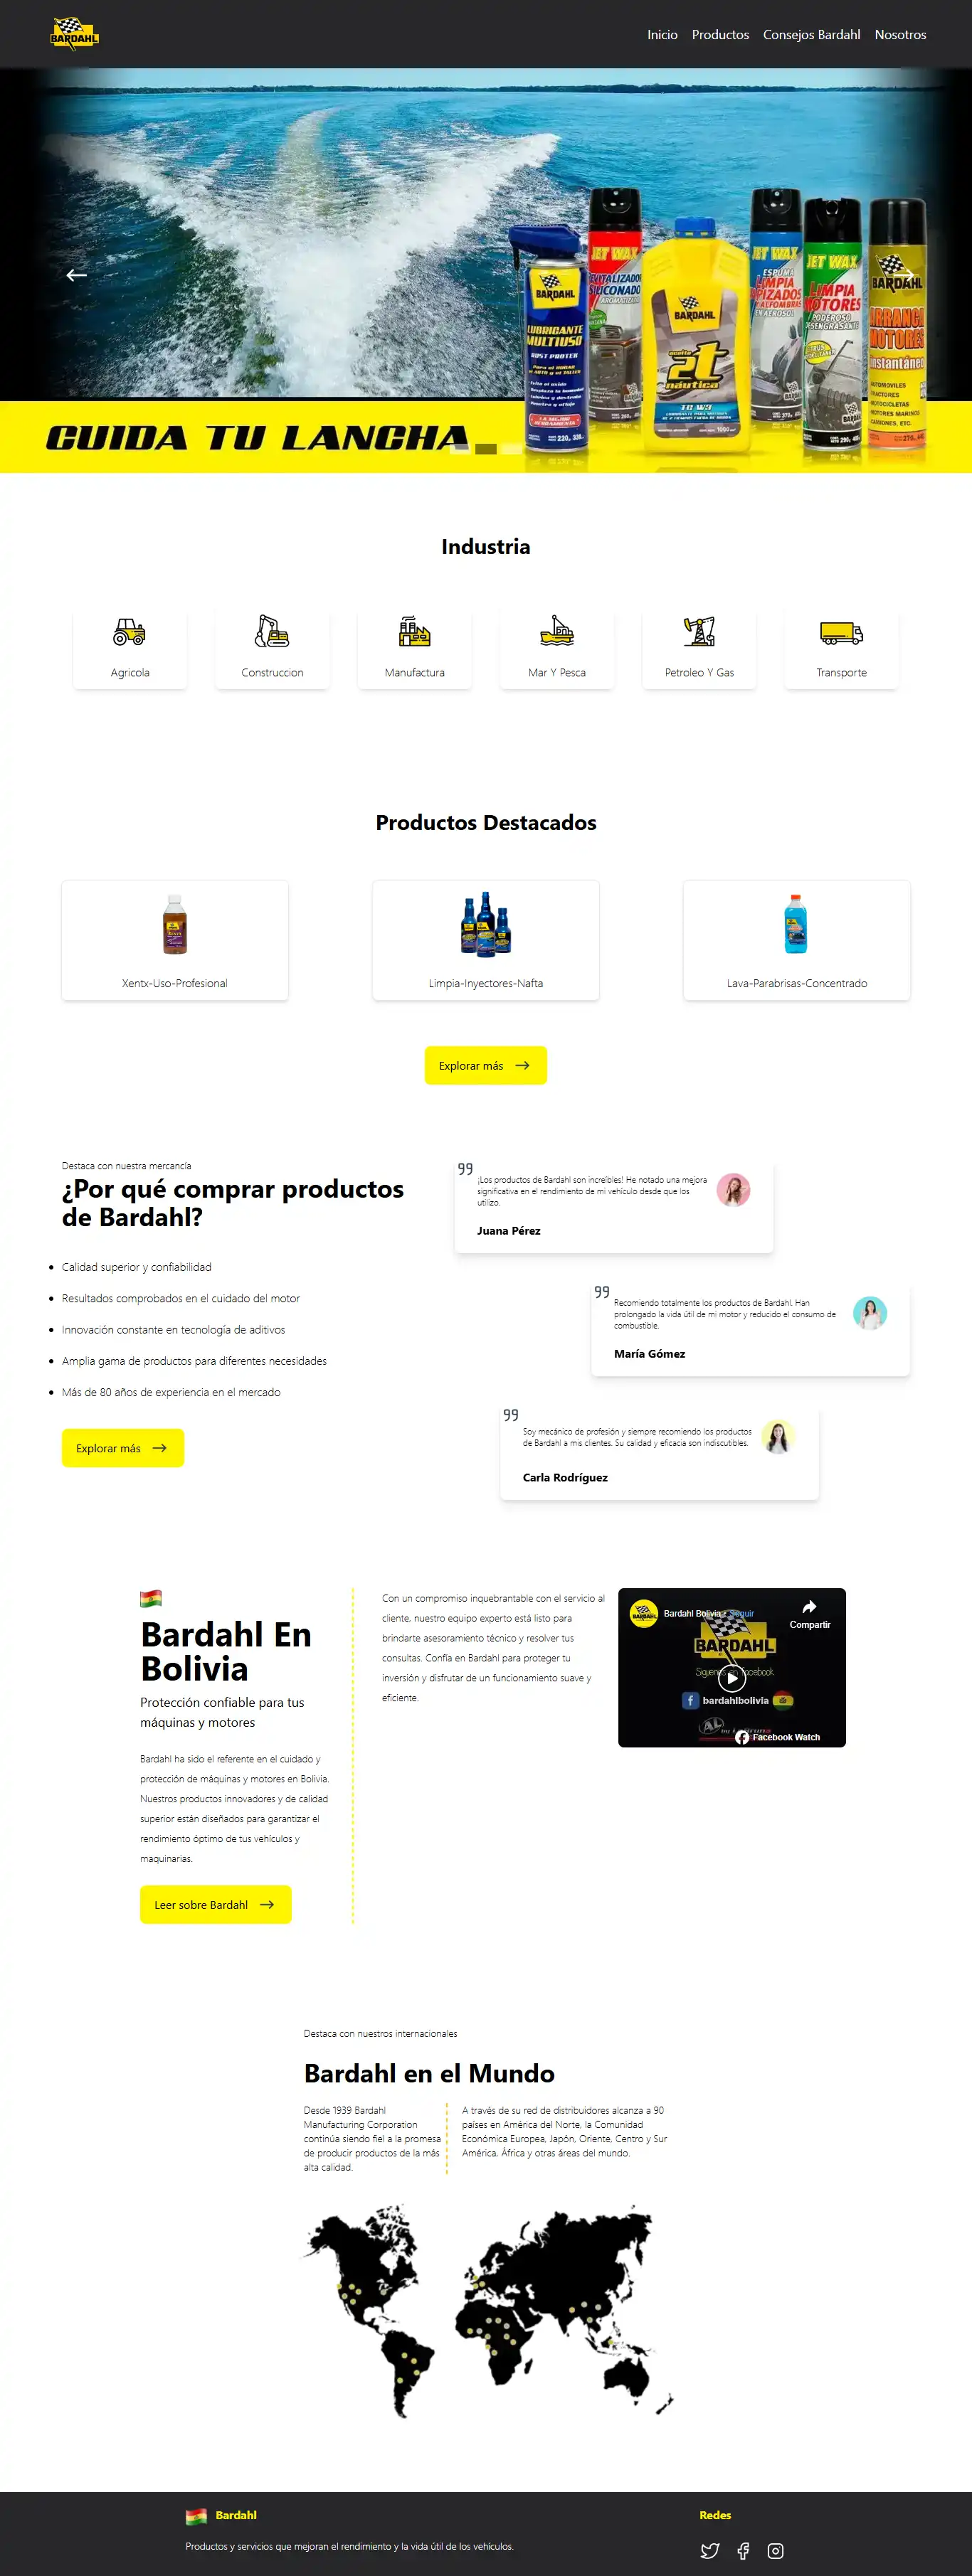 BARDAHL
Inicio Productos Consejos Bardahl Nosotros
BARDAHL
LUBRICANTE
MULTIUSO
JET WAX
REVITALIZADOR
SILICONADO
BARDAHL
2t
náutica
TC W3
JET WAX
ESPUMA
LIMPIA
TAPIZADOS
Y ALFOMBRAS
EN AEROSOL
JET WAX
LIMPIA
MOTORES
PODEROSO
DESENGRASANTE
BARDAHL
ARRANCA
MOTORES
instantáneo
AUTOMOVILES
TRACTORES
MOTOCICLETAS
MOTORES MARINOS
CAMIONES, ETC.
CUIDA TU LANCHA
Industria
Agricola
Construccion
Manufactura
Mar Y Pesca
Petroleo Y Gas
Transporte
Productos Destacados
Xentx-Uso-Profesional
Limpia-Inyectores-Nafta
Lava-Parabrisas-Concentrado
Explorar más
Destaca con nuestra mercancía
¿Por qué comprar productos
de Bardahl?
Calidad superior y confiabilidad
Resultados comprobados en el cuidado del motor
Innovación constante en tecnología de aditivos
Amplia gama de productos para diferentes necesidades
Más de 80 años de experiencia en el mercado
Explorar más
¡Los productos de Bardahl son increíbles! He notado una mejora
significativa en el rendimiento de mi vehículo desde que los
utilizo.
Juana Pérez
Recomiendo totalmente los productos de Bardahl. Han
prolongado la vida útil de mi motor y reducido el consumo de
combustible.
María Gómez
Soy mecánico de profesión y siempre recomiendo los productos
de Bardahl a mis clientes. Su calidad y eficacia son indiscutibles.
Carla Rodríguez
Bardahl En
Bolivia
Protección confiable para tus
máquinas y motores
Bardahl ha sido el referente en el cuidado y
protección de máquinas y motores en Bolivia.
Nuestros productos innovadores y de calidad
superior están diseñados para garantizar el
rendimiento óptimo de tus vehículos y
maquinarias.
Leer sobre Bardahl
Con un compromiso inquebrantable con el servicio al
cliente, nuestro equipo experto está listo para
brindarte asesoramiento técnico y resolver tus
consultas. Confía en Bardahl para proteger tu
inversión y disfrutar de un funcionamiento suave y
eficiente.
Bardahl Bolivia · Seguir
Compartir
BARDAHL
Siguenos en facebook
bardahlbolivia
Facebook Watch
Destaca con nuestros internacionales
Bardahl en el Mundo
Desde 1939 Bardahl
Manufacturing Corporation
continúa siendo fiel a la promesa
de producir productos de la más
alta calidad.
A través de su red de distribuidores alcanza a 90
países en América del Norte, la Comunidad
Económica Europea, Japón, Oriente, Centro y Sur
América, África y otras áreas del mundo.
Bardahl
Productos y servicios que mejoran el rendimiento y la vida útil de los vehículos.
Redes